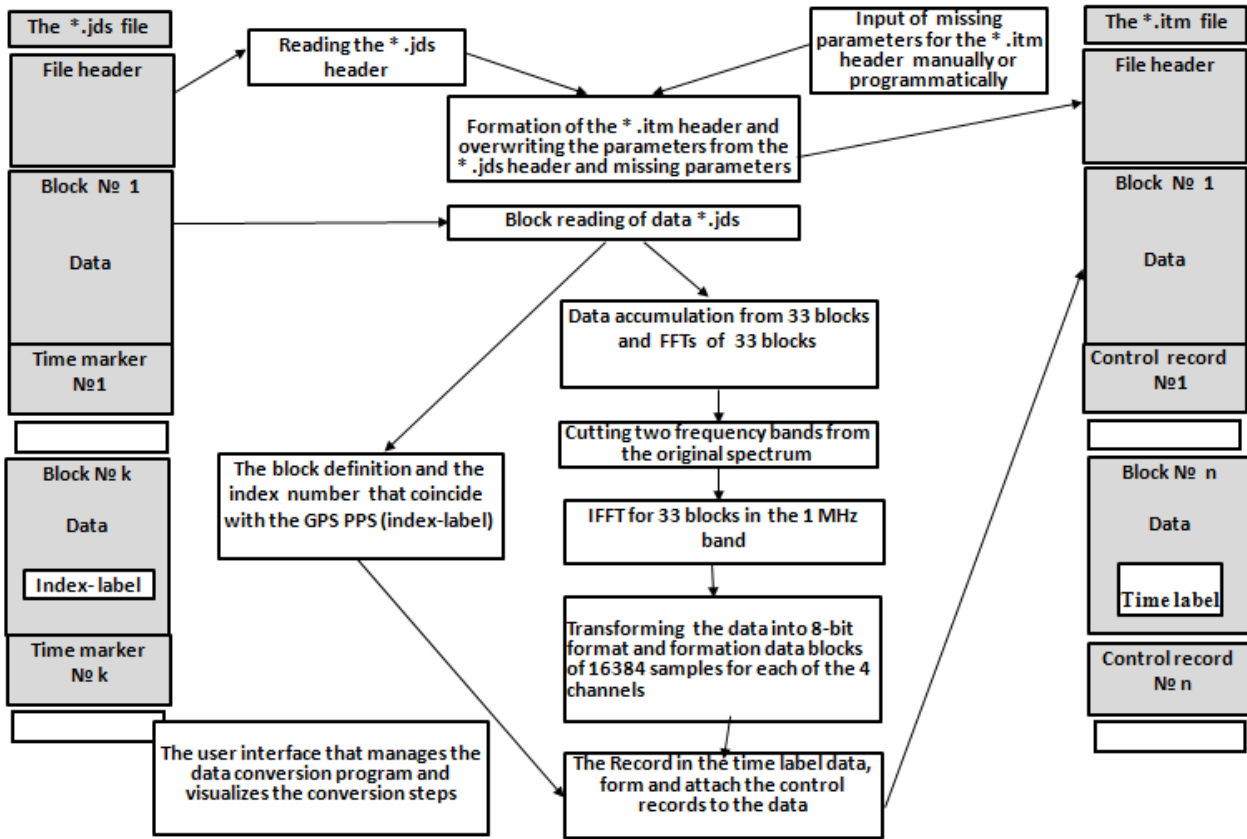 The *.jds file
File header
Block № 1
Data
Time marker
№1
Block № k
Data
Index- label
Time marker
№ k
Reading the * .jds
header
Input of missing
parameters for the * .itm
header manually or
programmatically
Formation of the * .itm header and
overwriting the parameters from the
* .jds header and missing parameters
Block reading of data *.jds
Data accumulation from 33 blocks
and FFTs of 33 blocks
Cutting two frequency bands from
the original spectrum
The block definition and the
index number that coincide
with the GPS PPS (index-label)
IFFT for 33 blocks in the 1 MHz
band
Transforming the data into 8-bit
format and formation data blocks
of 16384 samples for each of the 4
channels
The user interface that manages the
data conversion program and
visualizes the conversion steps
The Record in the time label data,
form and attach the control
records to the data
The *.itm file
File header
Block № 1
Data
Control record
№1
Block № n
Data
Time label
Control record
№ n